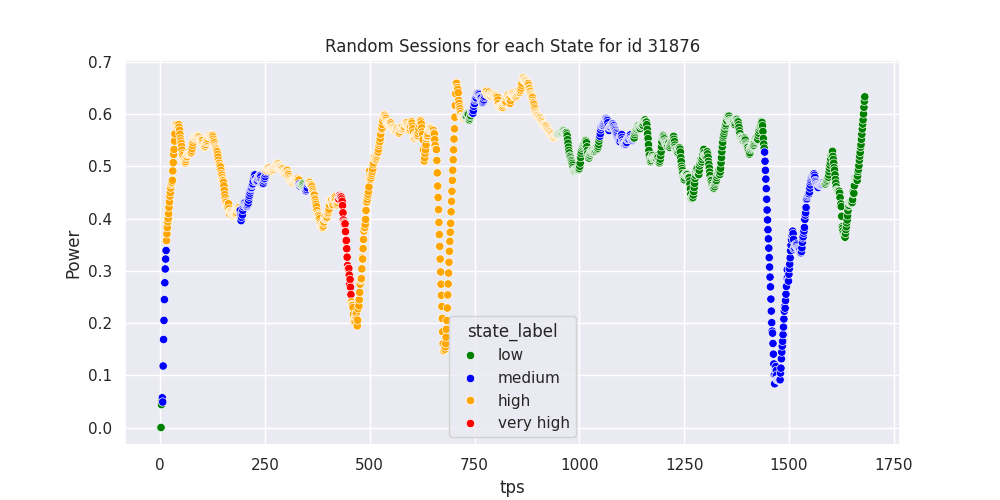 Random Sessions for each State for id 31876
Power
0.7
0.6
0.5
0.4
0.3
0.2
0.1
0.0
state_label
low
medium
high
very high
0 250 500 750 1000 1250 1500 1750
tps